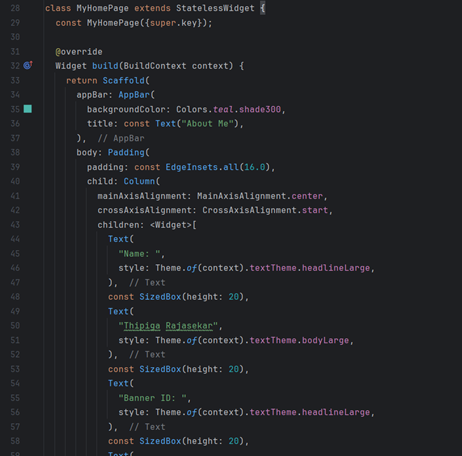 28 class MyHomePage extends StatelessWidget {
29 const MyHomePage({super.key});
30
31 @override
32 Widget build(BuildContext context) {
33 return Scaffold(
34 appBar: AppBar(
35 backgroundColor: Colors.teal.shade300,
36 title: const Text("About Me"),
37 ), // AppBar
38 body: Padding(
39 padding: const EdgeInsets.all(16.0),
40 child: Column(
41 mainAxisAlignment: MainAxisAlignment.center,
42 crossAxisAlignment: CrossAxisAlignment.start,
43 children: <Widget>[
44 Text(
45 "Name: ",
46 style: Theme.of(context).textTheme.headlineLarge,
47 ), // Text
48 const SizedBox(height: 20),
49 Text(
50 "Thipiga Rajasekar",
51 style: Theme.of(context).textTheme.bodyLarge,
52 ), // Text
53 const SizedBox(height: 20),
54 Text(
55 "Banner ID: ",
56 style: Theme.of(context).textTheme.headlineLarge,
57 ), // Text
58 const SizedBox(height: 20),
59 Text(